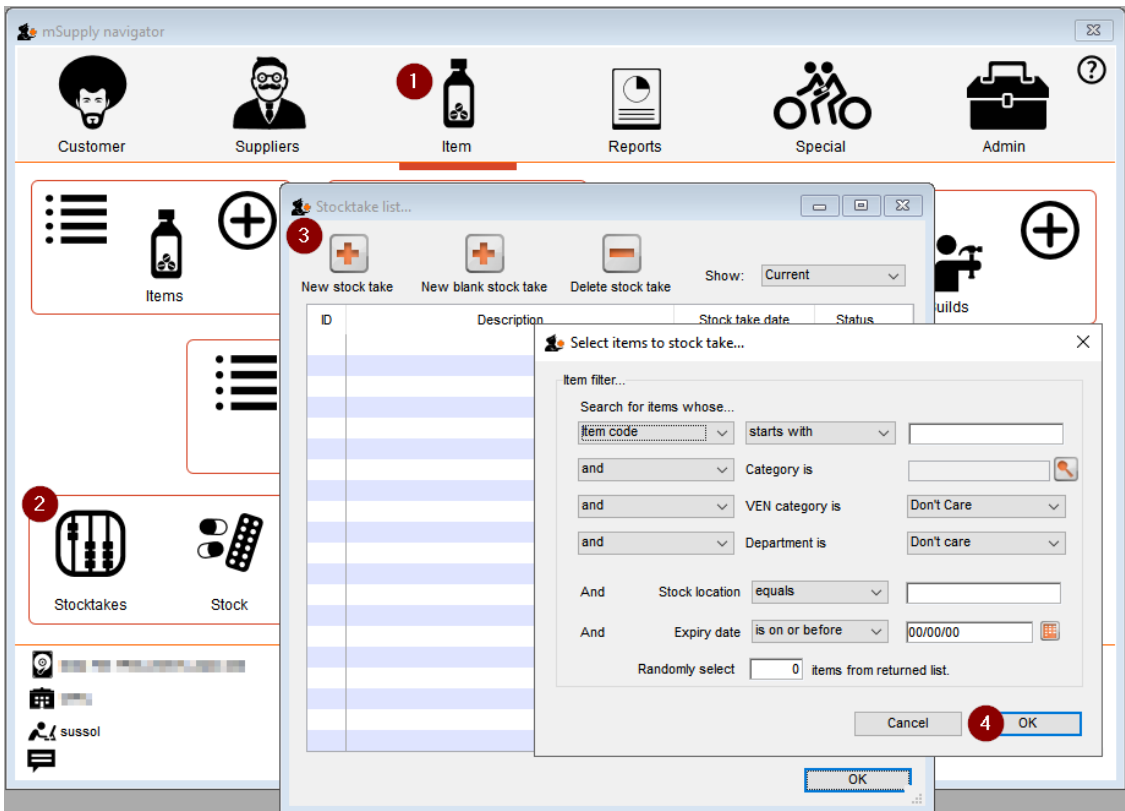 mSupply navigator
1
?
Customer Suppliers Item Reports Special Admin
Items
uilds
2
Stocktakes Stock
sussol
Stocktake list...
3
New stock take New blank stock take Delete stock take Show: Current
ID Description Stock take date Status
Select items to stock take...
Item filter...
Search for items whose...
Item code starts with
and Category is
and VEN category is Don't Care
and Department is Don't care
And Stock location equals
And Expiry date is on or before 00/00/00
Randomly select 0 items from returned list.
Cancel 4 OK
OK